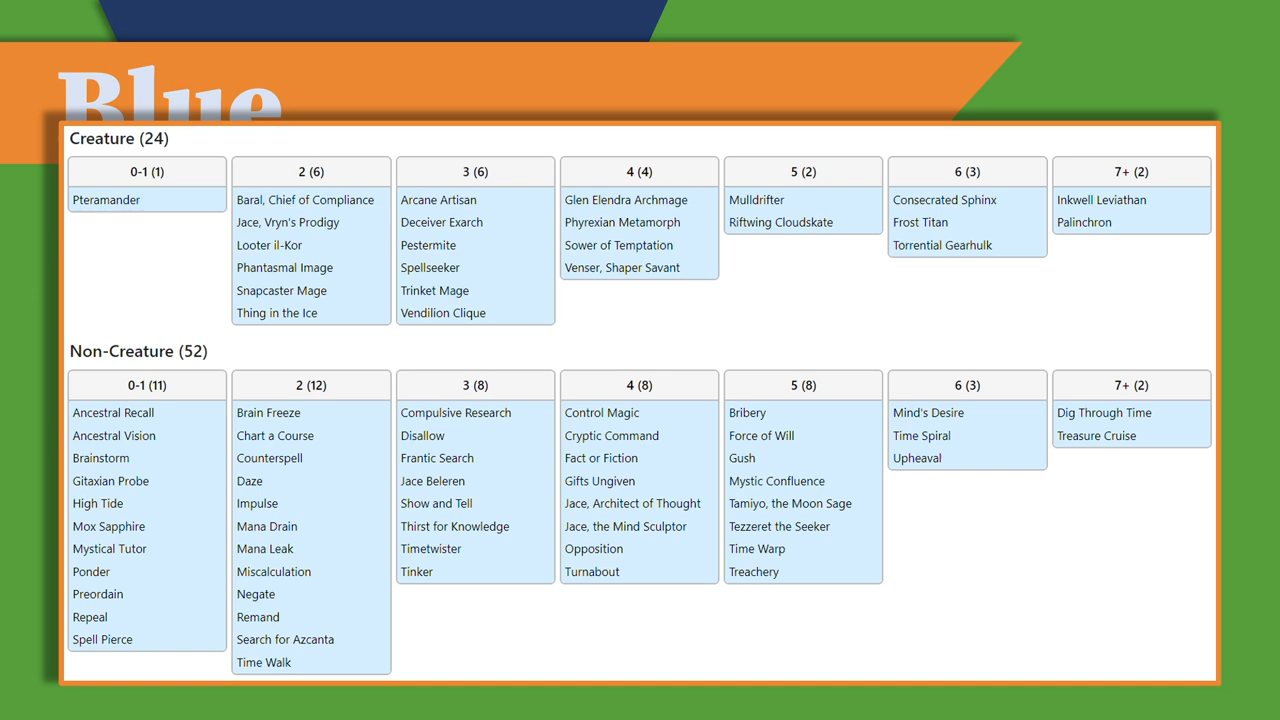 Blue
Creature (24)
0-1 (1)
Pteramander
2 (6)
Baral, Chief of Compliance
Jace, Vryn's Prodigy
Looter il-Kor
Phantasmal Image
Snapcaster Mage
Thing in the Ice
3 (6)
Arcane Artisan
Deceiver Exarch
Pestermite
Spellseeker
Trinket Mage
Vendilion Clique
4 (4)
Glen Elendra Archmage
Phyrexian Metamorph
Sower of Temptation
Venser, Shaper Savant
5 (2)
Mulldrifter
Riftwing Cloudskate
6 (3)
Consecrated Sphinx
Frost Titan
Torrential Gearhulk
7+ (2)
Inkwell Leviathan
Palinchron
Non-Creature (52)
0-1 (11)
Ancestral Recall
Ancestral Vision
Brainstorm
Gitaxian Probe
High Tide
Mox Sapphire
Mystical Tutor
Ponder
Preordain
Repeal
Spell Pierce
2 (12)
Brain Freeze
Chart a Course
Counterspell
Daze
Impulse
Mana Drain
Mana Leak
Miscalculation
Negate
Remand
Search for Azcanta
Time Walk
3 (8)
Compulsive Research
Disallow
Frantic Search
Jace Beleren
Show and Tell
Thirst for Knowledge
Timetwister
Tinker
4 (8)
Control Magic
Cryptic Command
Fact or Fiction
Gifts Ungiven
Jace, Architect of Thought
Jace, the Mind Sculptor
Opposition
Turnabout
5 (8)
Bribery
Force of Will
Gush
Mystic Confluence
Tamiyo, the Moon Sage
Tezzeret the Seeker
Time Warp
Treachery
6 (3)
Mind's Desire
Time Spiral
Upheaval
7+ (2)
Dig Through Time
Treasure Cruise